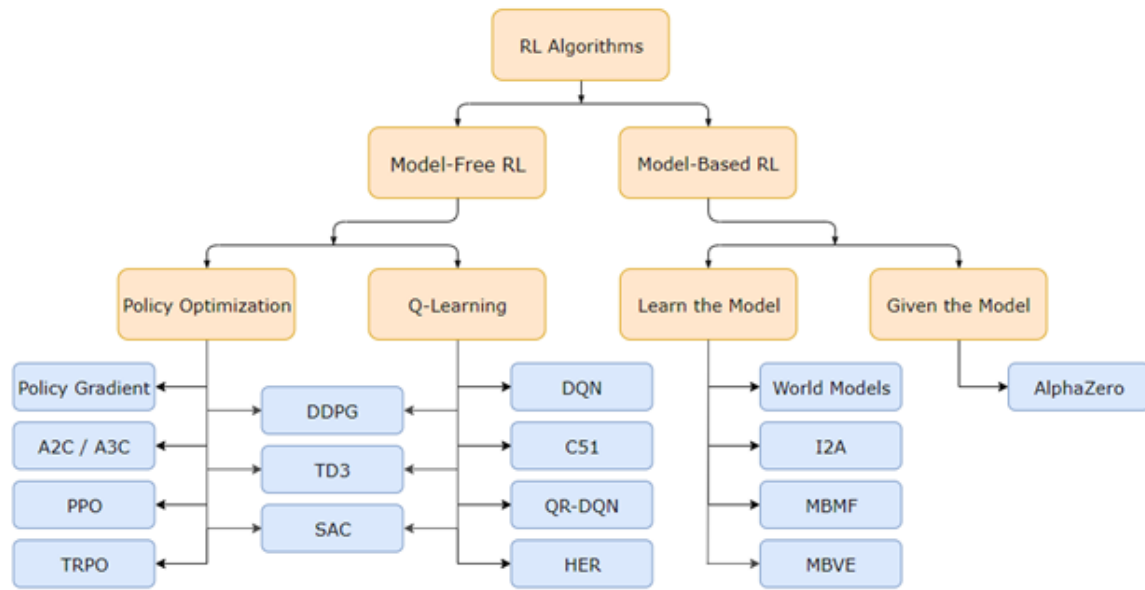 RL Algorithms
Model-Free RL
Model-Based RL
Policy Optimization
Q-Learning
Learn the Model
Given the Model
Policy Gradient
DDPG
DQN
World Models
AlphaZero
A2C / A3C
TD3
C51
I2A
PPO
SAC
QR-DQN
MBMF
TRPO
HER
MBVE